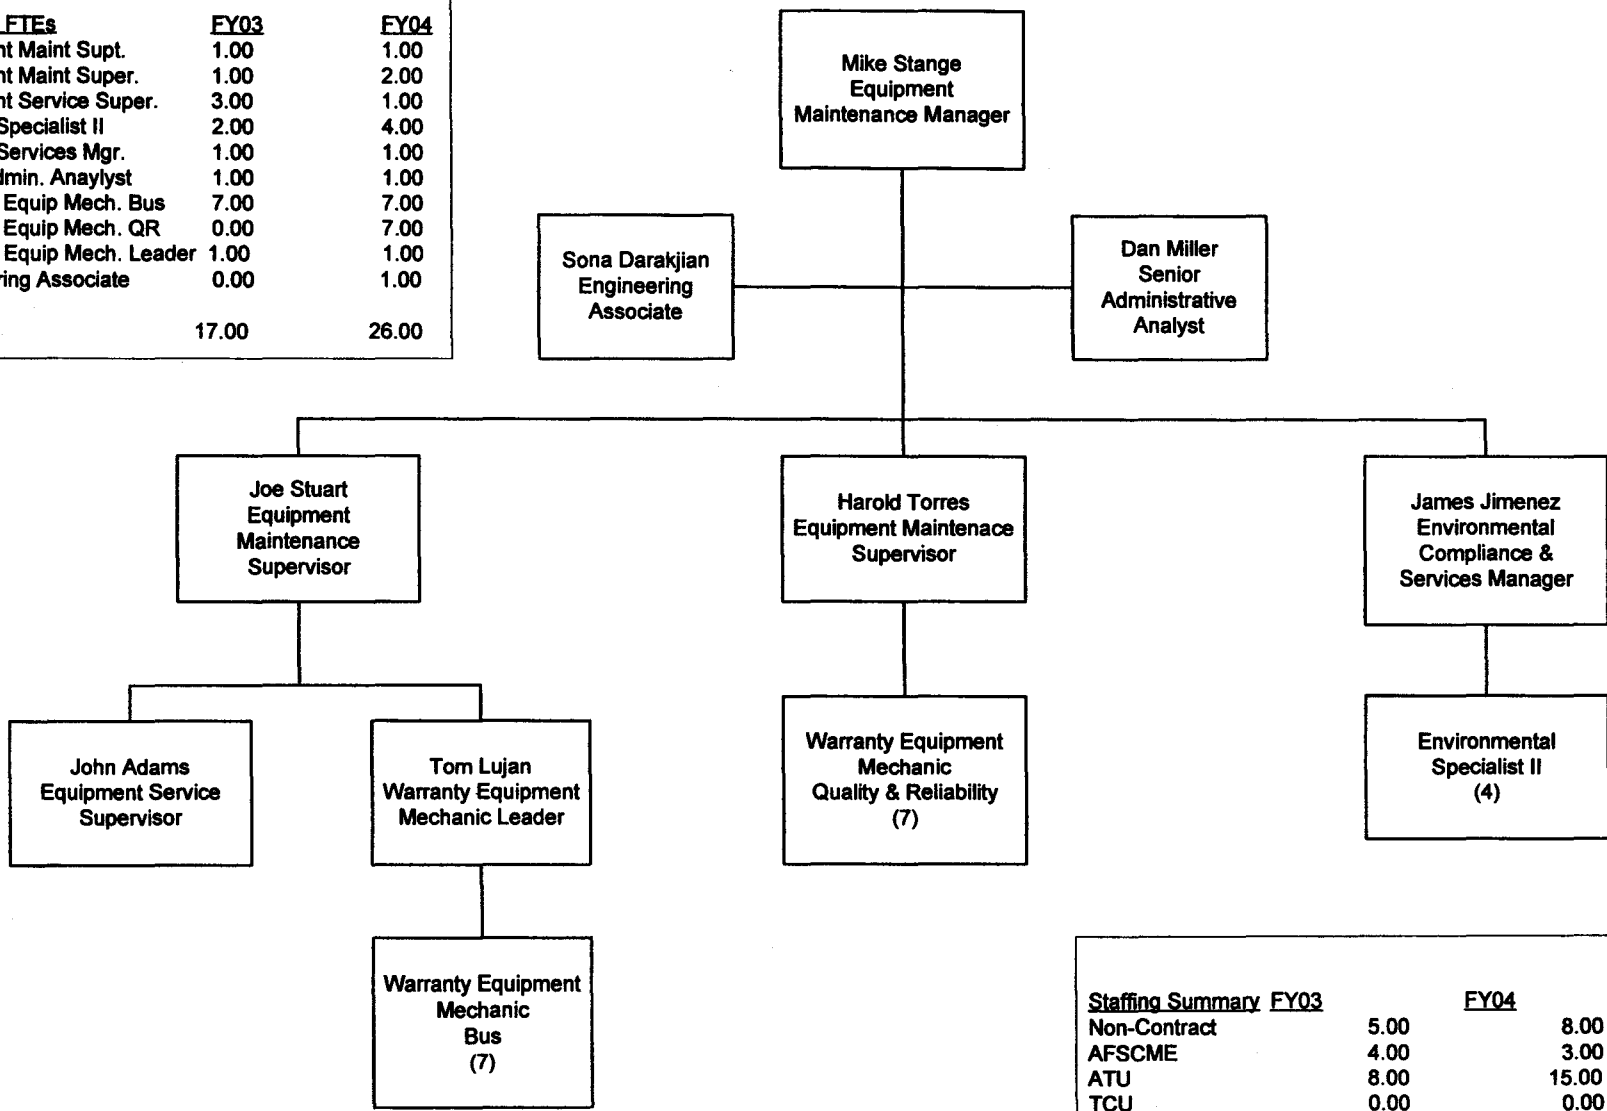 FTEs FY03 FY04
nt Maint Supt. 1.00 1.00
nt Maint Super. 1.00 2.00
nt Service Super. 3.00 1.00
Specialist II 2.00 4.00
Services Mgr. 1.00 1.00
dmin. Anaylyst 1.00 1.00
Equip Mech. Bus 7.00 7.00
Equip Mech. QR 0.00 7.00
Equip Mech. Leader 1.00 1.00
ring Associate 0.00 1.00
17.00 26.00
Mike Stange
Equipment
Maintenance Manager
Sona Darakjian
Engineering
Associate
Dan Miller
Senior
Administrative
Analyst
Joe Stuart
Equipment
Maintenance
Supervisor
Harold Torres
Equipment Maintenace
Supervisor
James Jimenez
Environmental
Compliance &
Services Manager
John Adams
Equipment Service
Supervisor
Tom Lujan
Warranty Equipment
Mechanic Leader
Warranty Equipment
Mechanic
Quality & Reliability
(7)
Environmental
Specialist II
(4)
Warranty Equipment
Mechanic
Bus
(7)
Staffing Summary FY03 FY04
Non-Contract 5.00 8.00
AFSCME 4.00 3.00
ATU 8.00 15.00
TCU 0.00 0.00